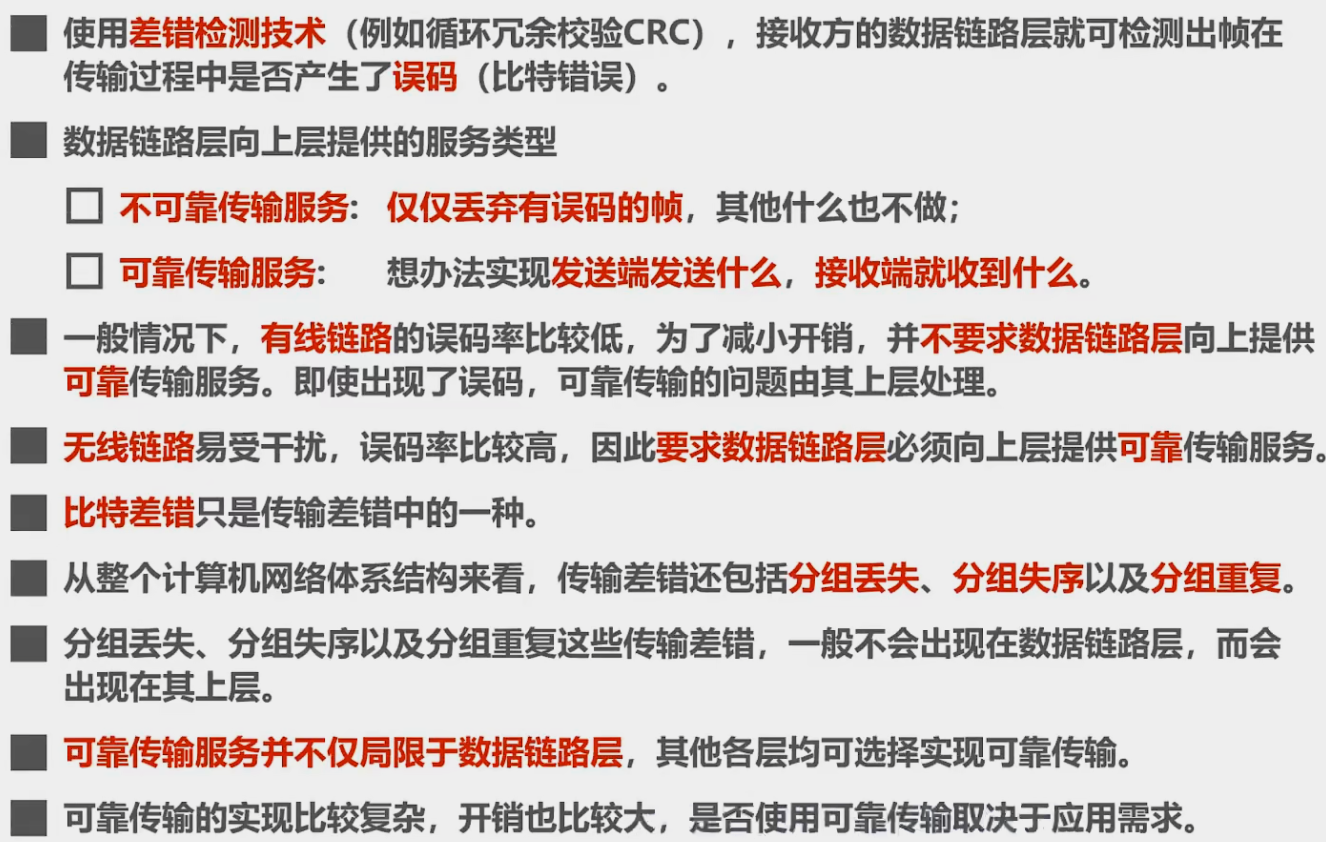 使用差错检测技术（例如循环冗余校验CRC），接收方的数据链路层就可检测出帧在
传输过程中是否产生了误码（比特错误）。
数据链路层向上层提供的服务类型
不可靠传输服务： 仅仅丢弃有误码的帧，其他什么也不做；
可靠传输服务： 想办法实现发送端发送什么，接收端就收到什么。
一般情况下，有线链路的误码率比较低，为了减小开销，并不要求数据链路层向上提供
可靠传输服务。即使出现了误码，可靠传输的问题由其上层处理。
无线链路易受干扰，误码率比较高，因此要求数据链路层必须向上层提供可靠传输服务。
比特差错只是传输差错中的一种。
从整个计算机网络体系结构来看，传输差错还包括分组丢失、分组失序以及分组重复。
分组丢失、分组失序以及分组重复这些传输差错，一般不会出现在数据链路层，而会
出现在其上层。
可靠传输服务并不仅局限于数据链路层，其他各层均可选择实现可靠传输。
可靠传输的实现比较复杂，开销也比较大，是否使用可靠传输取决于应用需求。